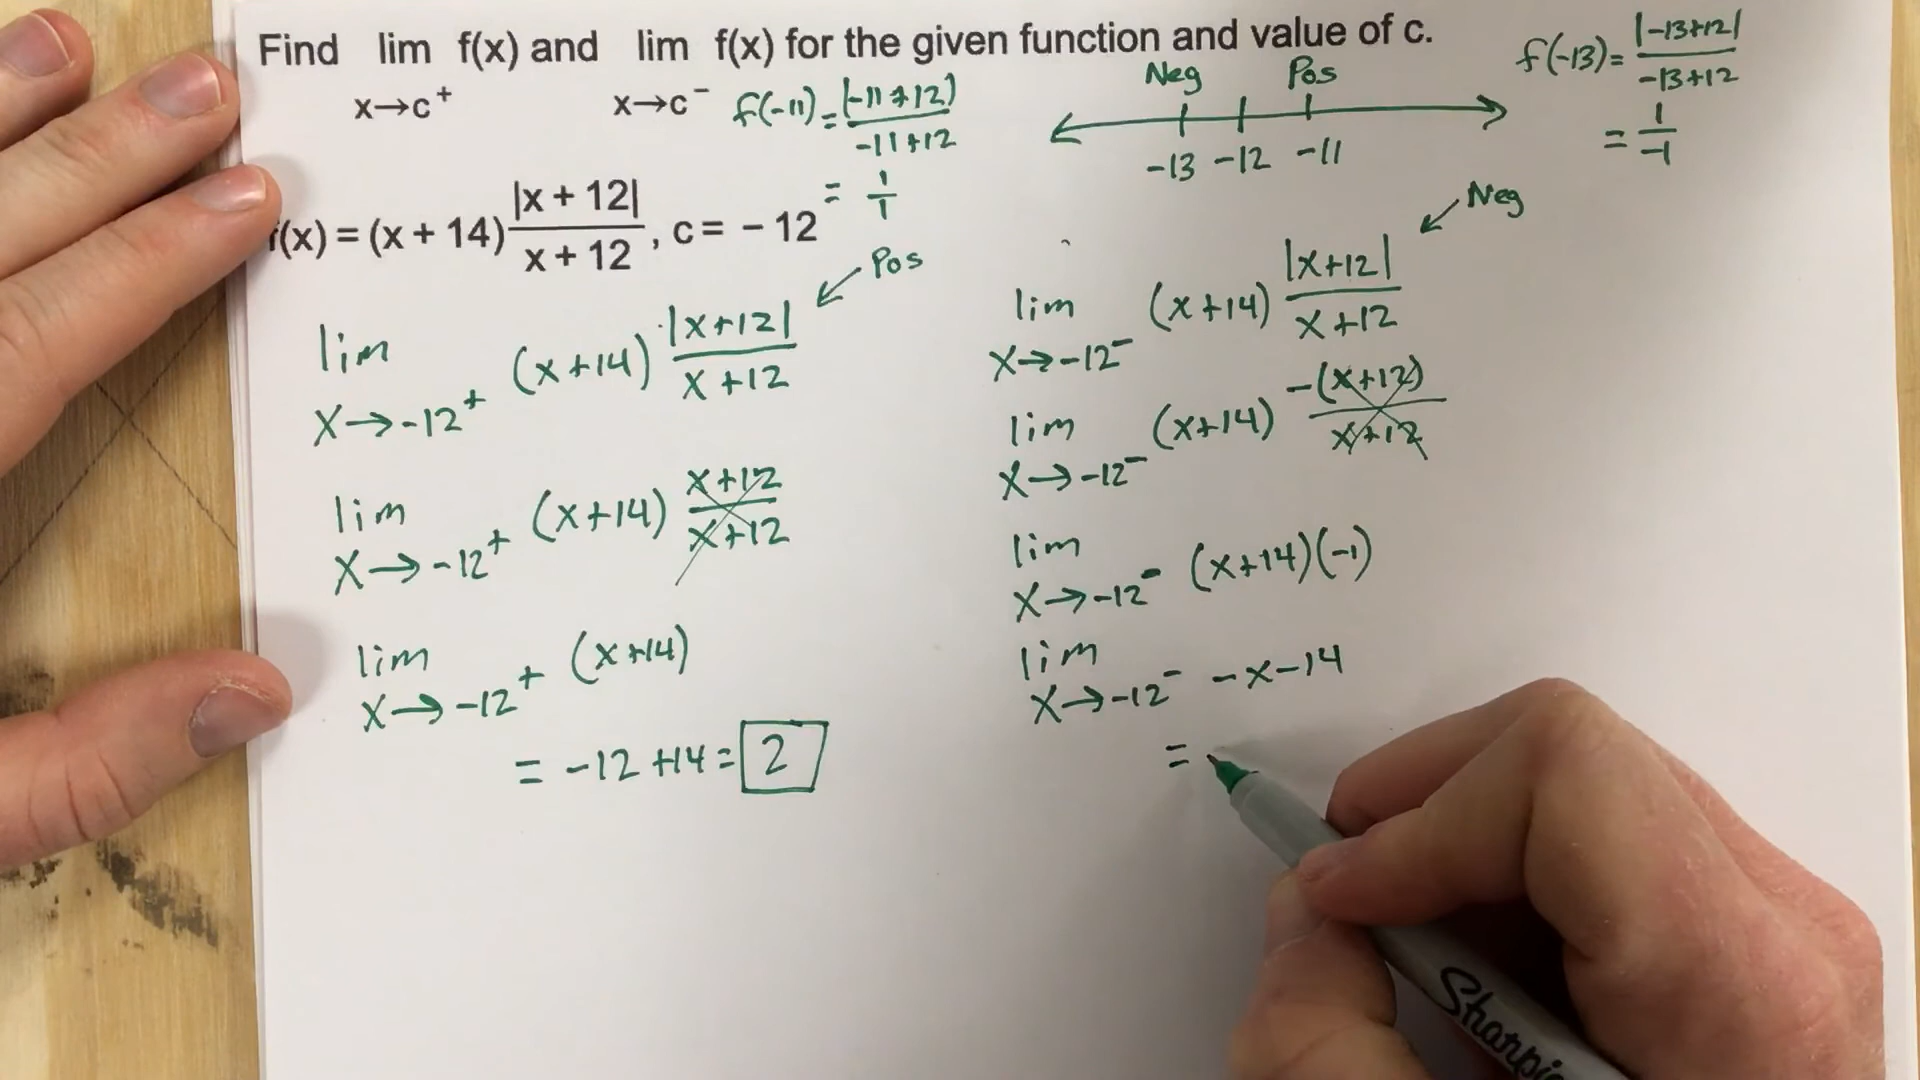 Find lim f(x) and lim f(x) for the given function and value of c.
x→c⁺ x→c⁻
f(-11) = |-11+12| / -11+12
= 1/1
Neg Pos
-13 -12 -11
f(-13) = |-13+12| / -13+12
= 1/-1
f(x) = (x + 14) |x + 12| / x + 12 , c = - 12
Pos
lim x→-12⁺ (x+14) |x+12| / x+12
lim x→-12⁺ (x+14) x+12 / x+12
lim x→-12⁺ (x+14)
= -12+14 = 2
Neg
lim x→-12⁻ (x+14) |x+12| / x+12
lim x→-12⁻ (x+14) -(x+12) / x+12
lim x→-12⁻ (x+14)(-1)
lim x→-12⁻ -x-14
=
Sharpie